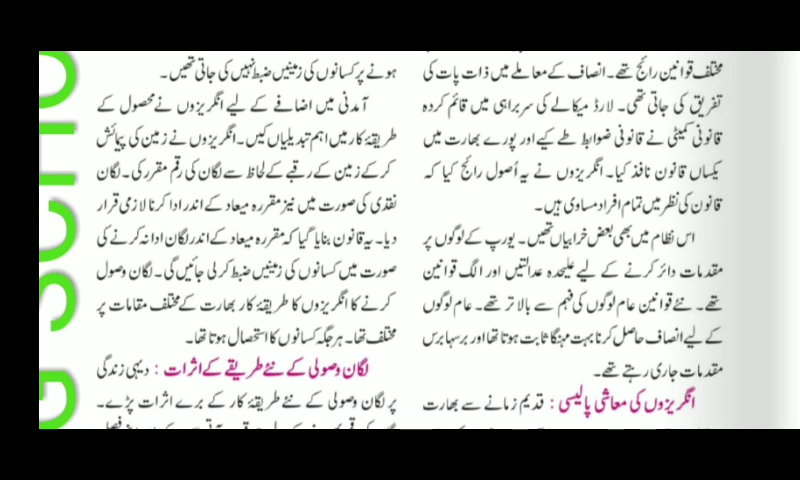 مختلف قوانین رائج تھے۔ انصاف کے معاملے میں ذات پات کی
تفریق کی جاتی تھی۔ لارڈ میکالے کی سربراہی میں قائم کردہ
قانونی کمیٹی نے قانونی ضوابط طے کیے اور پورے بھارت میں
یکساں قانون نافذ کیا۔ انگریزوں نے یہ اُصول رائج کیا کہ
قانون کی نظر میں تمام افراد مساوی ہیں۔
اس نظام میں بھی بعض خرابیاں تھیں۔ یورپ کے لوگوں پر
مقدمات دائر کرنے کے لیے علیحدہ عدالتیں اور الگ قوانین
تھے۔ نئے قوانین عام لوگوں کی فہم سے بالاتر تھے۔ عام لوگوں
کے لیے انصاف حاصل کرنا بہت مہنگا ثابت ہوتا تھا اور برسہا برس
مقدمات جاری رہتے تھے۔
انگریزوں کی معاشی پالیسی : قدیم زمانے سے بھارت
ہونے پر کسانوں کی زمینیں ضبط نہیں کی جاتی تھیں۔
آمدنی میں اضافے کے لیے انگریزوں نے محصول کے
طریقۂ کار میں اہم تبدیلیاں کیں۔ انگریزوں نے زمین کی پیمائش
کرکے زمین کے رقبے کے لحاظ سے لگان کی رقم مقرر کی۔ لگان
نقدی کی صورت میں نیز مقررہ میعاد کے اندر ادا کرنا لازمی قرار
دیا۔ یہ قانون بنایا گیا کہ مقررہ میعاد کے اندر لگان ادا نہ کرنے کی
صورت میں کسانوں کی زمینیں ضبط کر لی جائیں گی۔ لگان وصول
کرنے کا انگریزوں کا طریقۂ کار بھارت کے مختلف مقامات پر
مختلف تھا۔ ہر جگہ کسانوں کا استحصال ہوتا تھا۔
لگان وصولی کے نئے طریقے کے اثرات : دیہی زندگی
پر لگان وصولی کے نئے طریقۂ کار کے برے اثرات پڑے۔
G SCHO